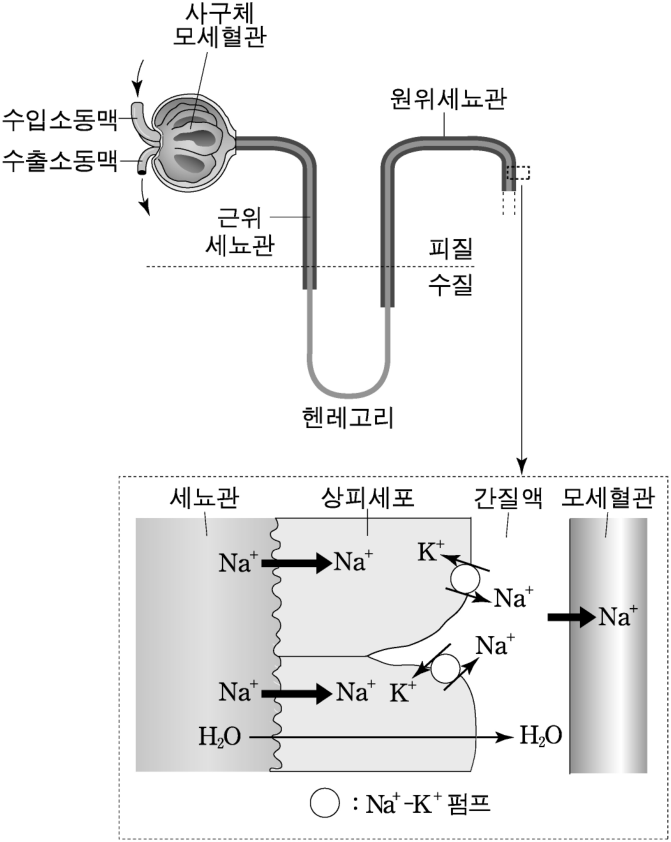 사구체
모세혈관
수입소동맥
수출소동맥
원위세뇨관
근위
세뇨관
피질
수질
헨레고리
세뇨관
상피세포
간질액
모세혈관
Na⁺
Na⁺
K⁺
Na⁺
Na⁺
Na⁺
Na⁺
Na⁺
K⁺
H₂O
H₂O
: Na⁺-K⁺ 펌프